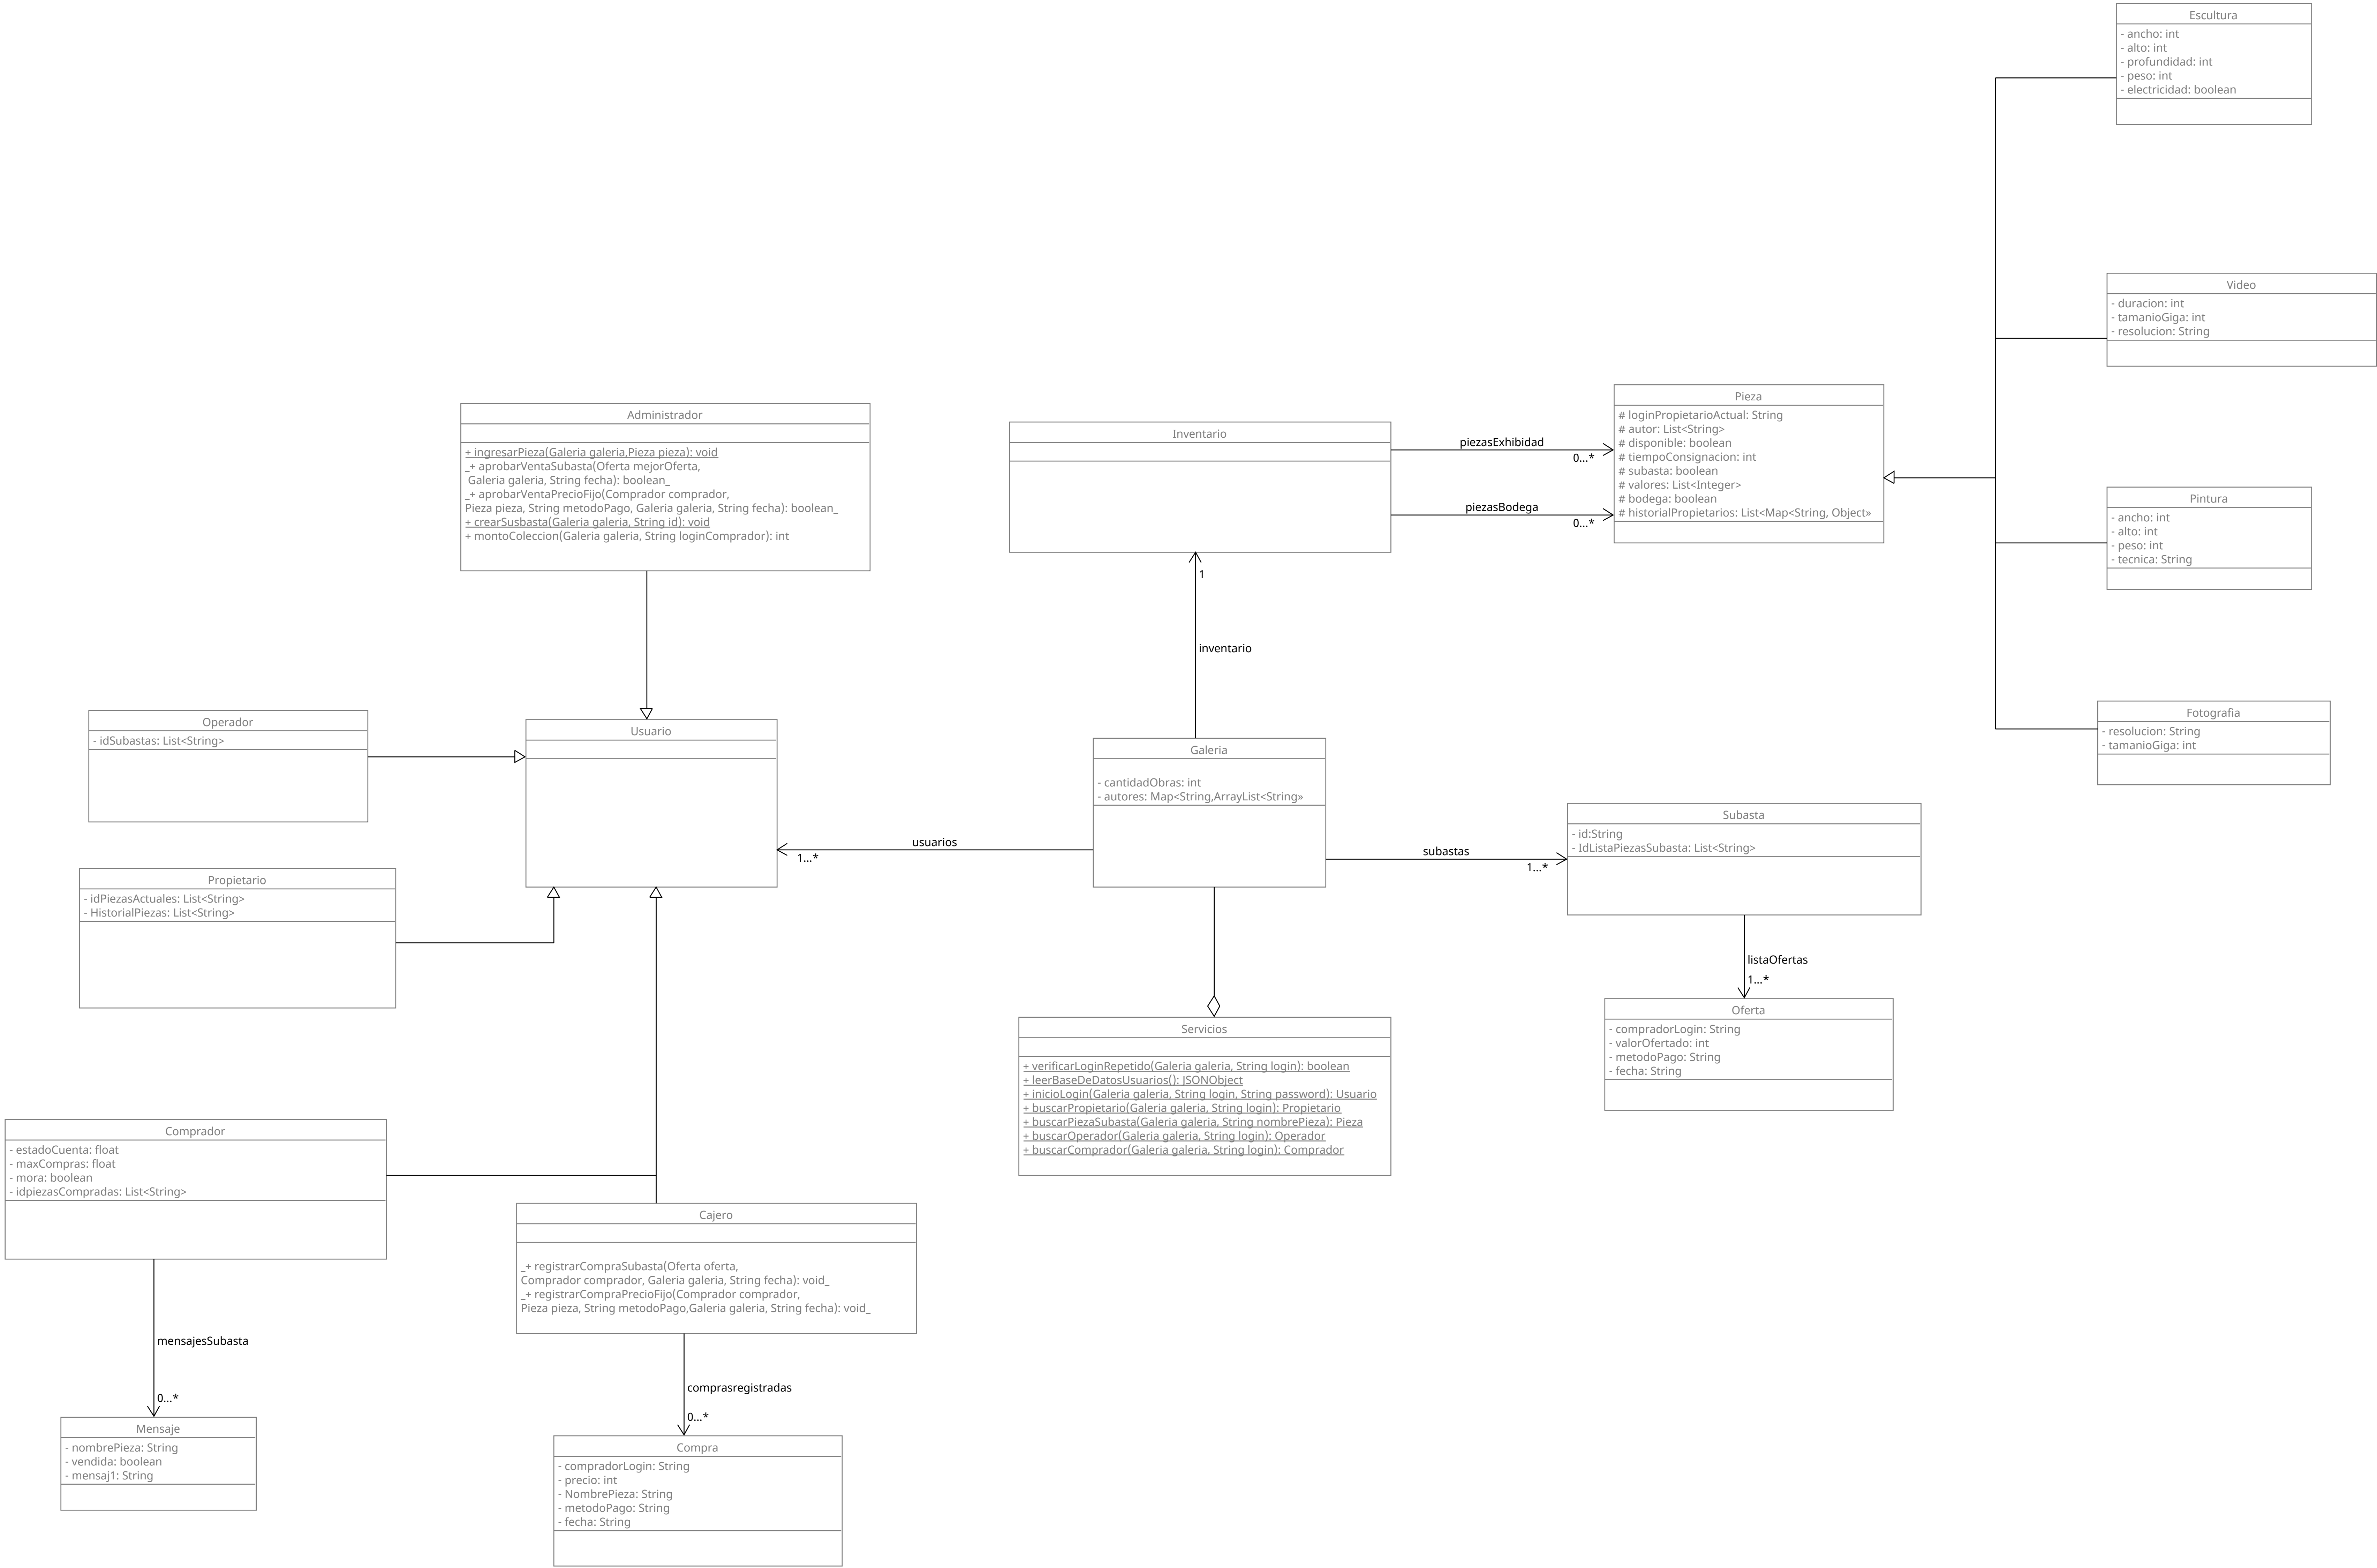 Escultura
- ancho: int
- alto: int
- profundidad: int
- peso: int
- electricidad: boolean
Video
- duracion: int
- tamanioGiga: int
- resolucion: String
Pieza
# loginPropietarioActual: String
# autor: List<String>
# disponible: boolean
# tiempoConsignacion: int
# subasta: boolean
# valores: List<Integer>
# bodega: boolean
# historialPropietarios: List<Map<String, Object»
Administrador
+ ingresarPieza(Galeria galeria,Pieza pieza): void
_+ aprobarVentaSubasta(Oferta mejorOferta,
Galeria galeria, String fecha): boolean_
_+ aprobarVentaPrecioFijo(Comprador comprador,
Pieza pieza, String metodoPago, Galeria galeria, String fecha): boolean_
+ crearSusbasta(Galeria galeria, String id): void
+ montoColeccion(Galeria galeria, String loginComprador): int
Inventario
piezasExhibidad
0...*
piezasBodega
0...*
Pintura
- ancho: int
- alto: int
- peso: int
- tecnica: String
1
inventario
Fotografia
- resolucion: String
- tamanioGiga: int
Operador
- idSubastas: List<String>
Usuario
Galeria
- cantidadObras: int
- autores: Map<String,ArrayList<String»
usuarios
1...*
subastas
1...*
Subasta
- id:String
- IdListaPiezasSubasta: List<String>
Propietario
- idPiezasActuales: List<String>
- HistorialPiezas: List<String>
listaOfertas
1...*
Oferta
- compradorLogin: String
- valorOfertado: int
- metodoPago: String
- fecha: String
Servicios
+ verificarLoginRepetido(Galeria galeria, String login): boolean
+ leerBaseDeDatosUsuarios(): JSONObject
+ inicioLogin(Galeria galeria, String login, String password): Usuario
+ buscarPropietario(Galeria galeria, String login): Propietario
+ buscarPiezaSubasta(Galeria galeria, String nombrePieza): Pieza
+ buscarOperador(Galeria galeria, String login): Operador
+ buscarComprador(Galeria galeria, String login): Comprador
Comprador
- estadoCuenta: float
- maxCompras: float
- mora: boolean
- idpiezasCompradas: List<String>
Cajero
_+ registrarCompraSubasta(Oferta oferta,
Comprador comprador, Galeria galeria, String fecha): void_
_+ registrarCompraPrecioFijo(Comprador comprador,
Pieza pieza, String metodoPago,Galeria galeria, String fecha): void_
mensajesSubasta
0...*
comprasregistradas
0...*
Mensaje
- nombrePieza: String
- vendida: boolean
- mensaj1: String
Compra
- compradorLogin: String
- precio: int
- NombrePieza: String
- metodoPago: String
- fecha: String